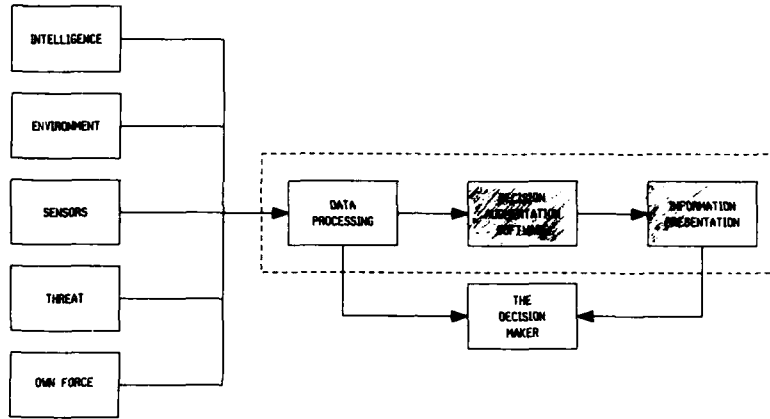 INTELLIGENCE
ENVIRONMENT
SENSORS
THREAT
OWN FORCE
DATA
PROCESSING
DECISION
AUGMENTATION
SOFTWARE
INFORMATION
PRESENTATION
THE
DECISION
MAKER